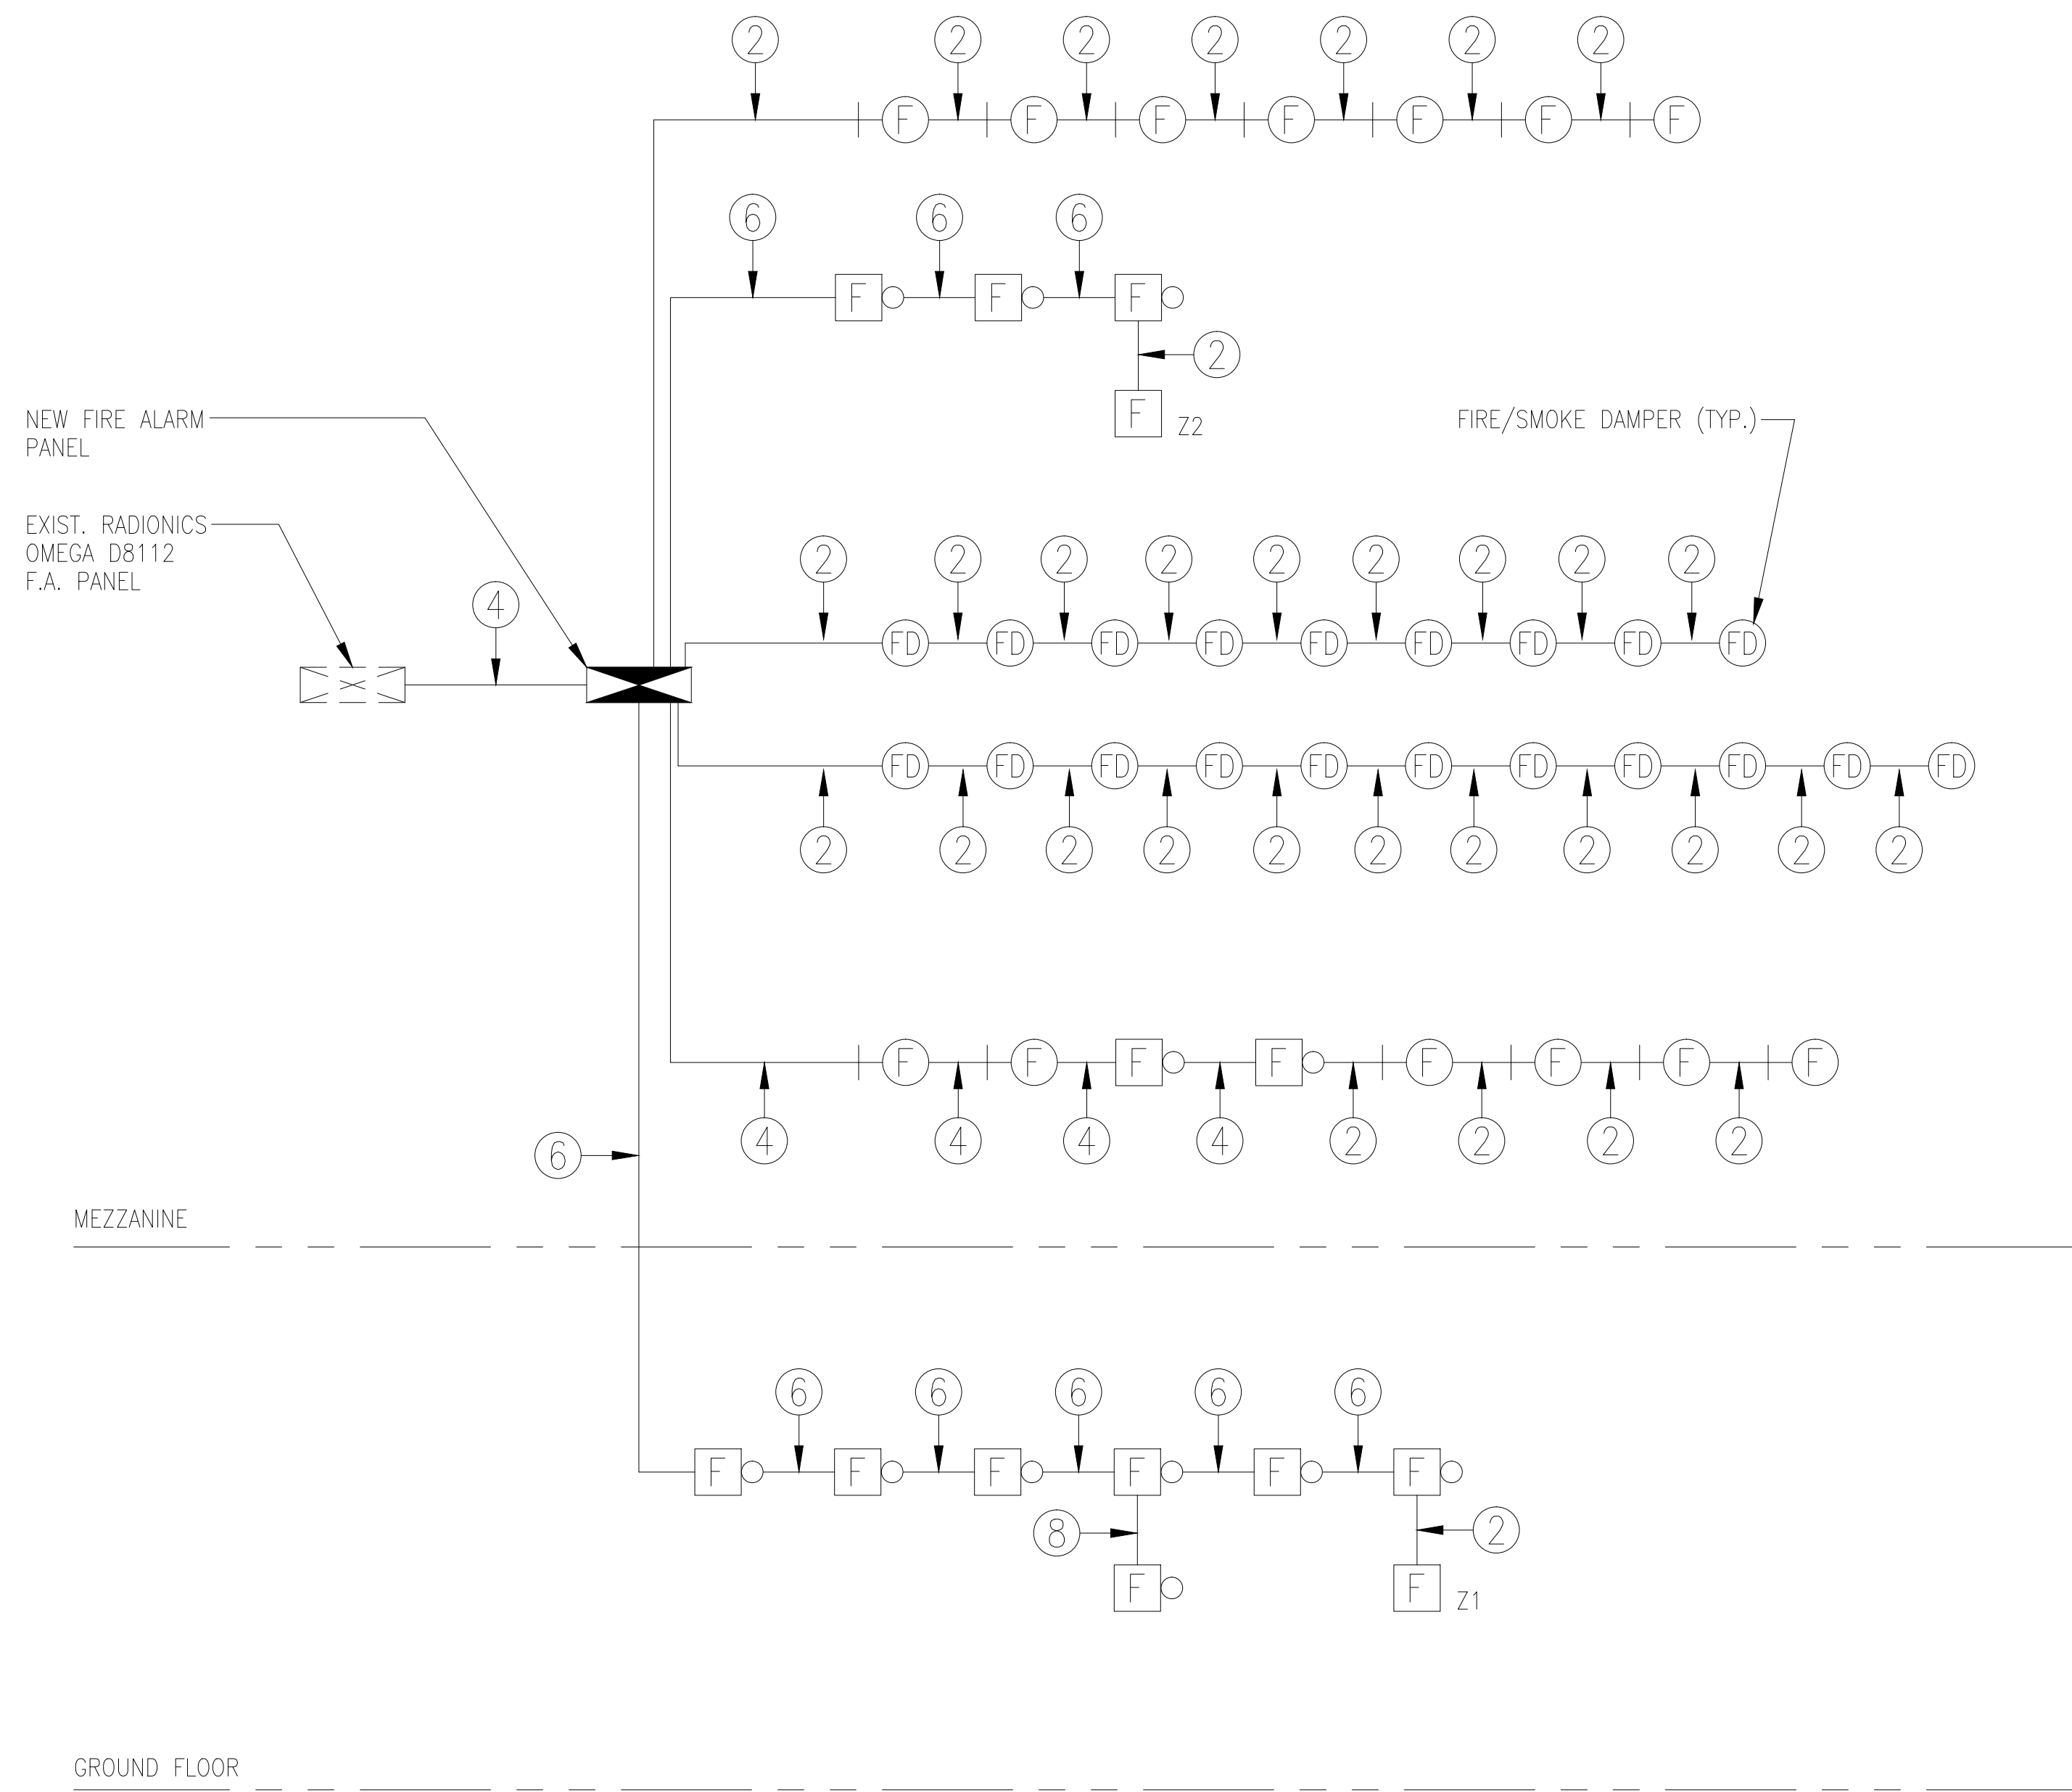 2 2 2 2 2 2 2
F F F F F F F
6 6 6
F F F
2
F Z2
NEW FIRE ALARM
PANEL
FIRE/SMOKE DAMPER (TYP.)
EXIST. RADIONICS
OMEGA D8112
F.A. PANEL
2 2 2 2 2 2 2 2 2
4
FD FD FD FD FD FD FD FD FD
FD FD FD FD FD FD FD FD FD FD FD
2 2 2 2 2 2 2 2 2 2 2
F F F F F F F F
4 4 4 4 2 2 2 2
6
MEZZANINE
6 6 6 6 6
F F F F F F
8 2
F F Z1
GROUND FLOOR